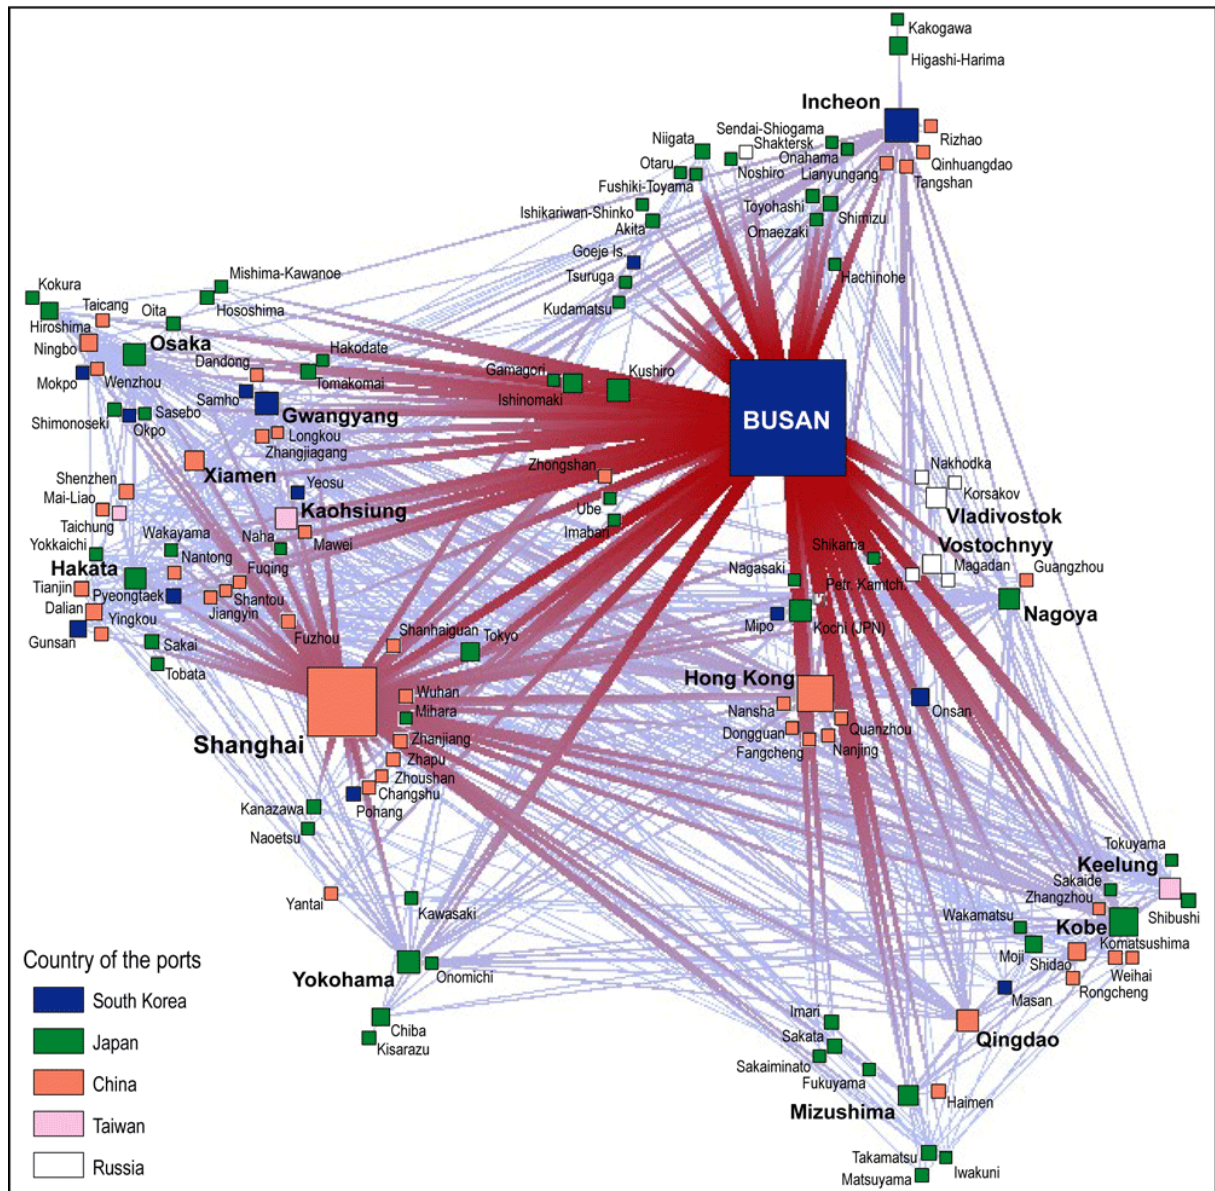 Kakogawa
Higashi-Harima
Incheon
Rizhao
Qinhuangdao
Tangshan
Sendai-Shiogama
Shaktersk
Onahama
Lianyungang
Niigata
Noshiro
Otaru
Fushiki-Toyama
Toyohashi
Shimizu
Omaezaki
Ishikariwan-Shinko
Akita
Goeje Is.
Tsuruga
Kudamatsu
Hachinohe
Mishima-Kawanoe
Kokura
Taicang
Oita
Hososhima
Hiroshima
Ningbo
Osaka
Hakodate
Dandong
Tomakomai
Mokpo
Wenzhou
Samho
Gamagori
Ishinomaki
Kushiro
BUSAN
Gwangyang
Shimonoseki
Sasebo
Okpo
Longkou
Zhangjiagang
Xiamen
Shenzhen
Mai-Liao
Taichung
Yeosu
Kaohsiung
Zhongshan
Ube
Imabari
Nakhodka
Korsakov
Vladivostok
Vostochnyy
Magadan
Guangzhou
Yokkaichi
Wakayama
Naha
Mawei
Hakata
Nantong
Fuqing
Tianjin
Pyeongtaek
Shantou
Jiangyin
Dalian
Yingkou
Gunsan
Fuzhou
Shikama
Nagasaki
Petr. Kamtch.
Nagoya
Mipo
Kochi (JPN)
Sakai
Tobata
Shanhaiguan
Tokyo
Hong Kong
Wuhan
Mihara
Nansha
Onsan
Quanzhou
Dongguan
Fangcheng
Nanjing
Shanghai
Zhanjiang
Zhapu
Zhoushan
Changshu
Pohang
Kanazawa
Naoetsu
Tokuyama
Keelung
Sakaide
Zhangzhou
Shibushi
Yantai
Kawasaki
Wakamatsu
Kobe
Komatsushima
Moji
Shidao
Weihai
Rongcheng
Masan
Yokohama
Onomichi
Chiba
Kisarazu
Imari
Sakata
Sakaiminato
Fukuyama
Qingdao
Mizushima
Haimen
Takamatsu
Iwakuni
Matsuyama
Country of the ports
South Korea
Japan
China
Taiwan
Russia